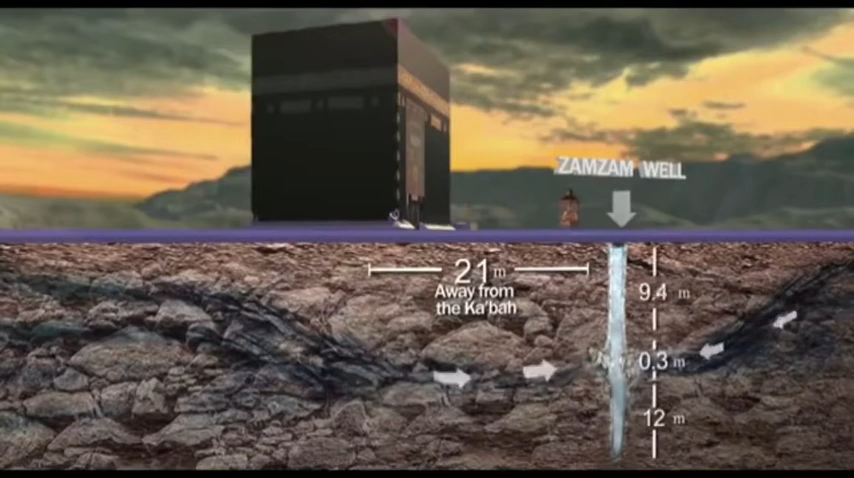 ZAMZAM WELL
21 m
Away from
the Ka'bah
9.4 m
0.3 m
12 m